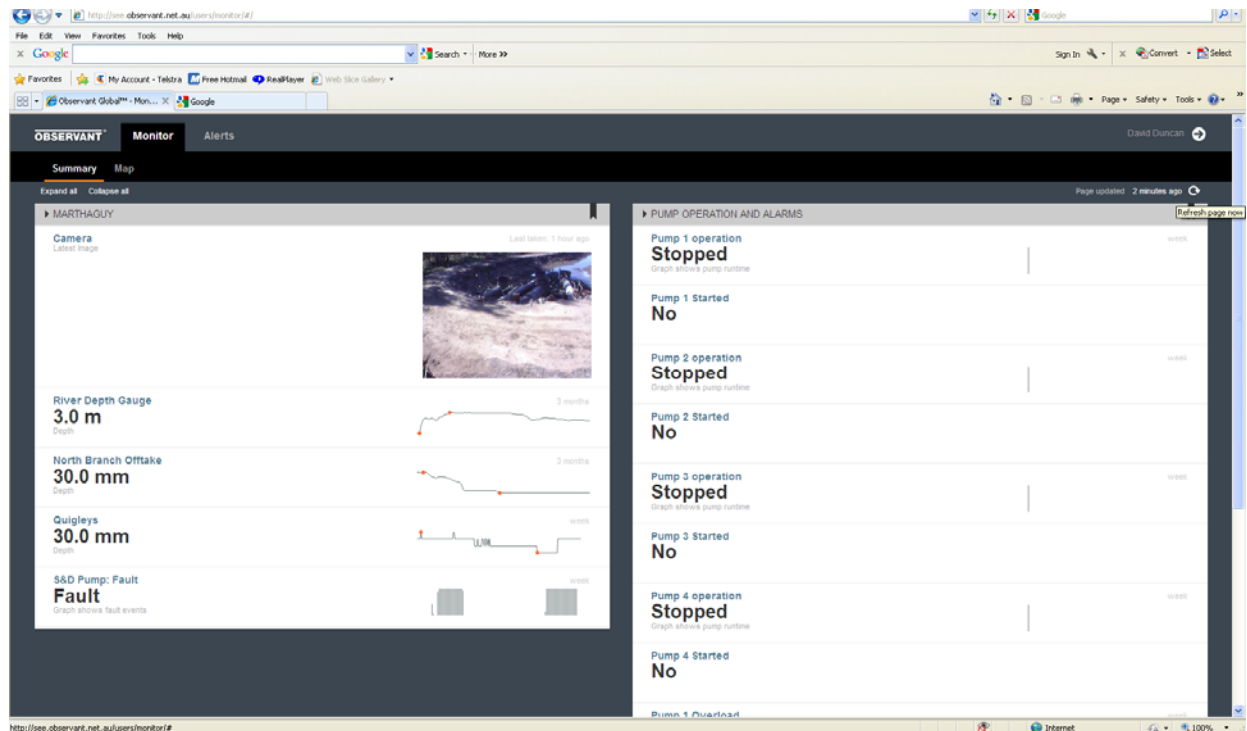 http://see.observant.net.au/users/monitor/#/
Google
File Edit View Favorites Tools Help
x Google Search More >> Sign In x Convert Select
Favorites My Account - Telstra Free Hotmail RealPlayer Web Slice Gallery
Observant Global™ - Mon... X Google Page Safety Tools
OBSERVANT Monitor Alerts David Duncan
Summary Map
Expand all Collapse all Page updated 2 minutes ago
Refresh page now
MARTHAGUY
Camera Last taken: 1 hour ago
Latest image
River Depth Gauge 3 months
3.0 m
Depth
North Branch Offtake 3 months
30.0 mm
Depth
Quigleys week
30.0 mm
Depth
S&D Pump: Fault week
Fault
Graph shows fault events
PUMP OPERATION AND ALARMS
Pump 1 operation week
Stopped
Graph shows pump runtime
Pump 1 Started
No
Pump 2 operation week
Stopped
Graph shows pump runtime
Pump 2 Started
No
Pump 3 operation week
Stopped
Graph shows pump runtime
Pump 3 Started
No
Pump 4 operation week
Stopped
Graph shows pump runtime
Pump 4 Started
No
Pump 1 Overload week
http://see.observant.net.au/users/monitor/# Internet 100%